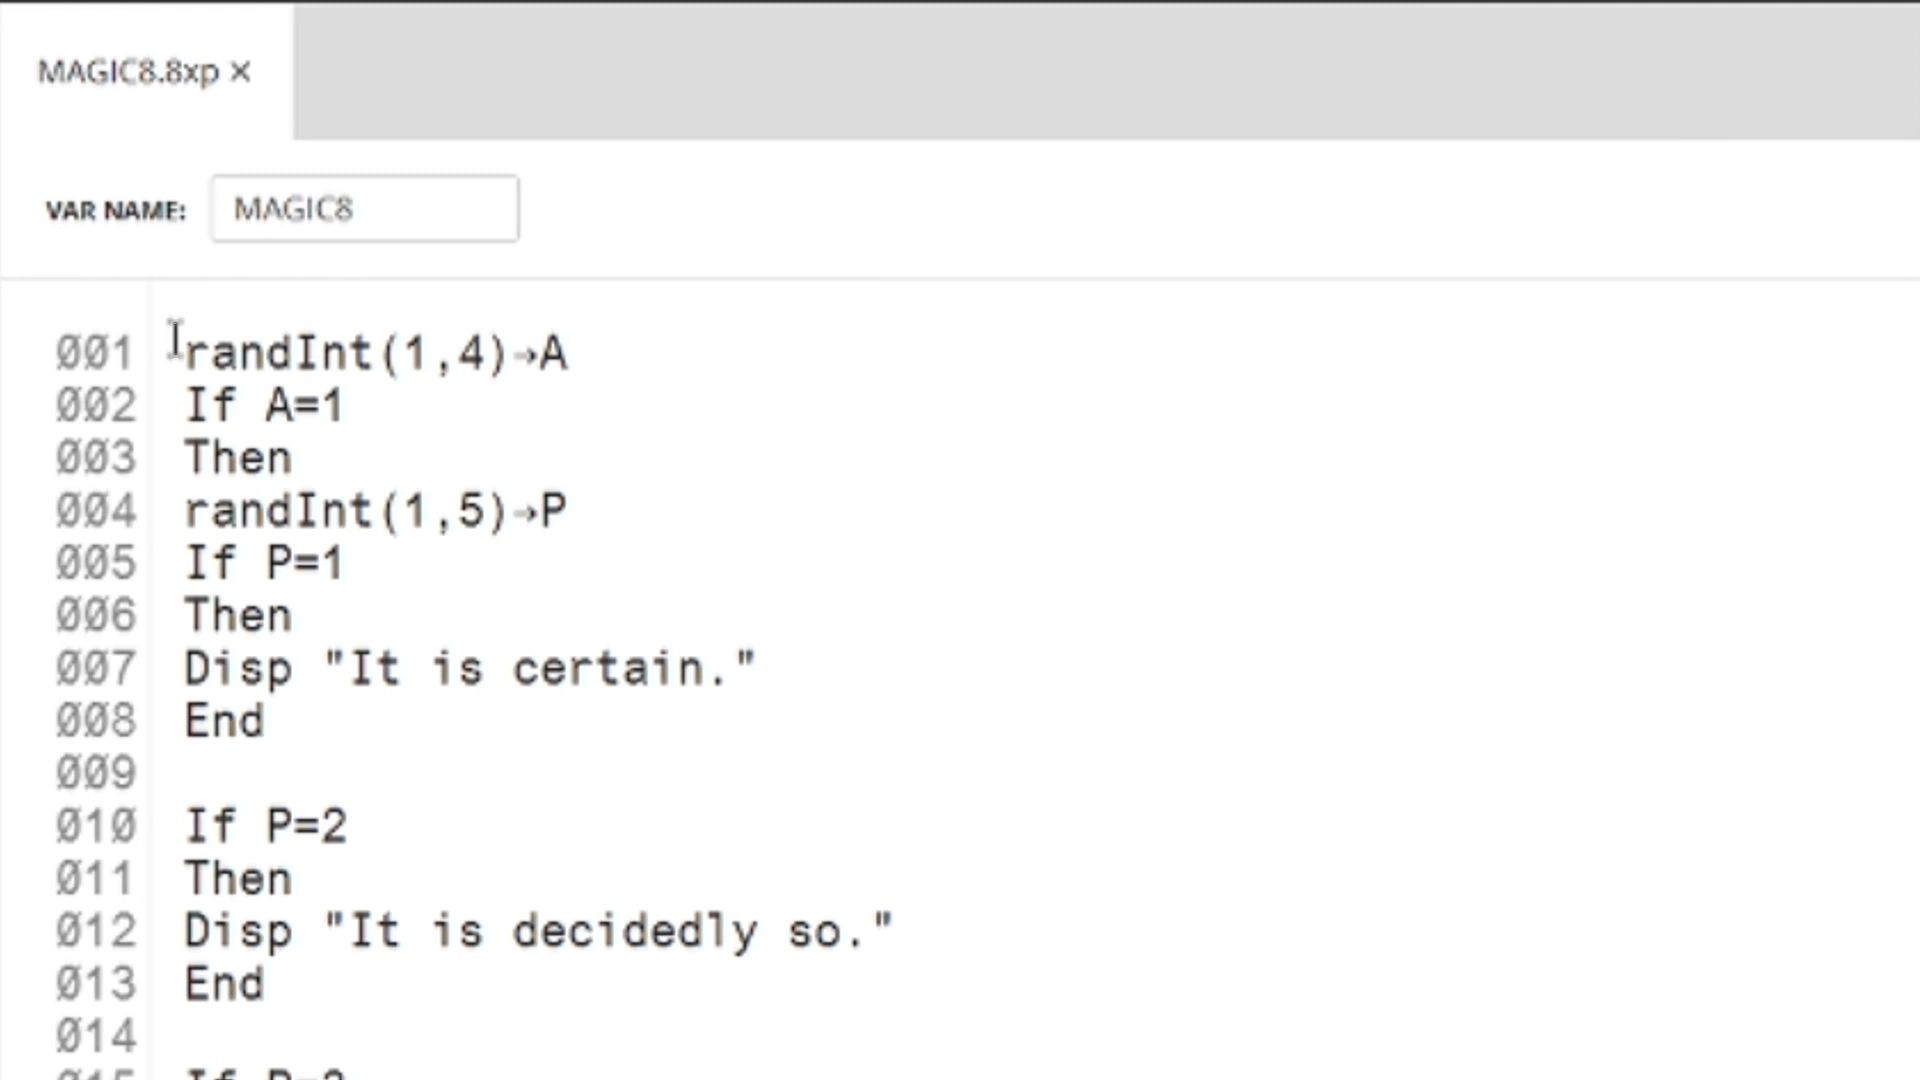 MAGIC8.8xp ×
VAR NAME: MAGIC8
001 randInt(1,4)→A
002 If A=1
003 Then
004 randInt(1,5)→P
005 If P=1
006 Then
007 Disp "It is certain."
008 End
009
010 If P=2
011 Then
012 Disp "It is decidedly so."
013 End
014